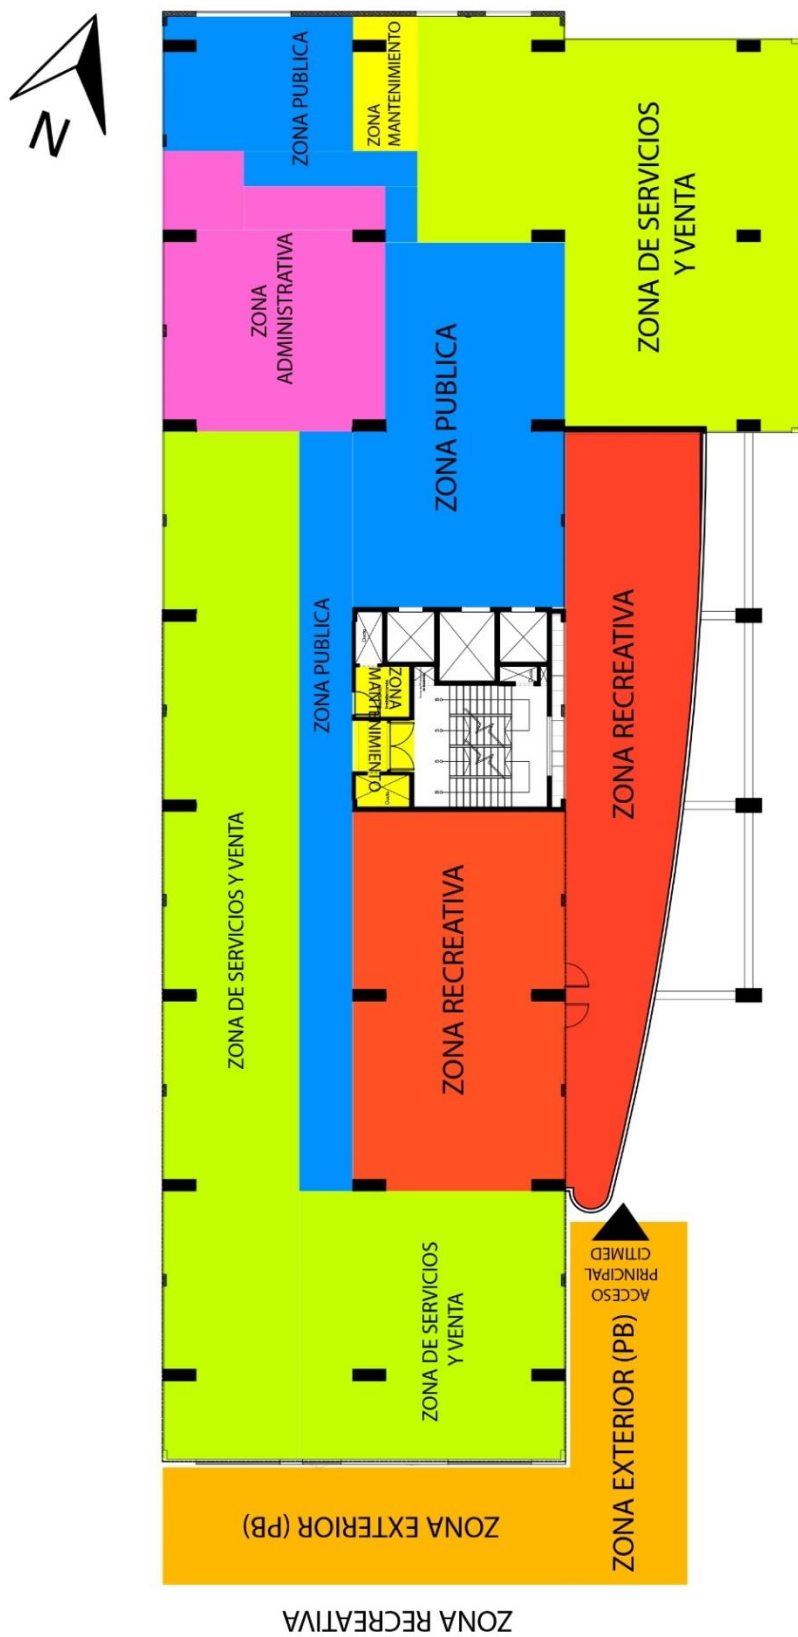 N
ZONA PUBLICA
ZONA
MANTENIMIENTO
ZONA DE SERVICIOS
Y VENTA
ZONA
ADMINISTRATIVA
ZONA PUBLICA
ZONA PUBLICA
ZONA
MANTENIMIENTO
ZONA RECREATIVA
ZONA DE SERVICIOS Y VENTA
ZONA RECREATIVA
ZONA DE SERVICIOS
Y VENTA
ACCESO
PRINCIPAL
CITIMED
ZONA EXTERIOR (PB)
ZONA EXTERIOR (PB)
ZONA RECREATIVA